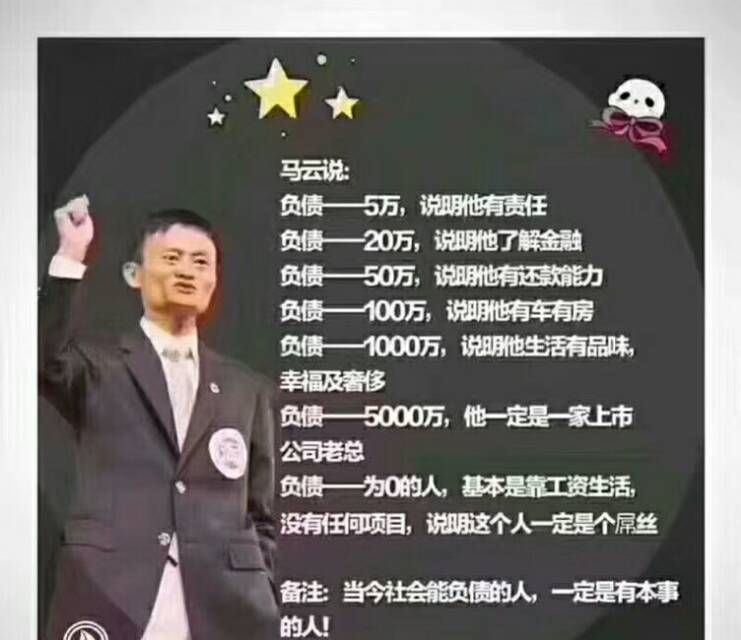 马云说:
负债——5万，说明他有责任
负债——20万，说明他了解金融
负债——50万，说明他有还款能力
负债——100万，说明他有车有房
负债——1000万，说明他生活有品味，
幸福及奢侈
负债——5000万，他一定是一家上市
公司老总
负债——为0的人，基本是靠工资生活，
没有任何项目，说明这个人一定是个屌丝
备注：当今社会能负债的人，一定是有本事
的人!